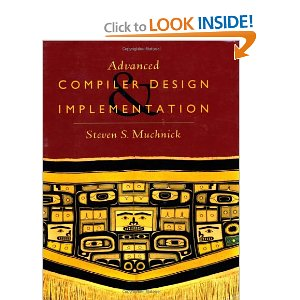 Click to
LOOK INSIDE!
Advanced
COMPILER DESIGN
&
IMPLEMENTATION
Steven S. Muchnick